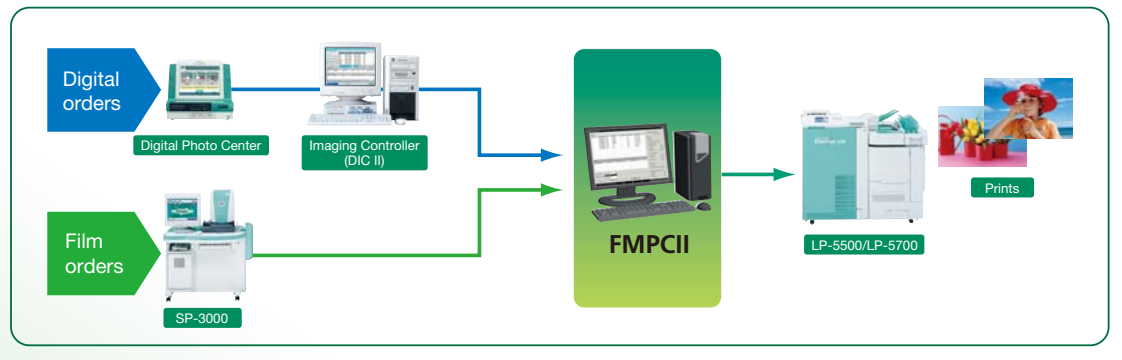 Digital
orders
Digital Photo Center
Imaging Controller
(DIC II)
Film
orders
SP-3000
FMPCII
LP-5500/LP-5700
Prints